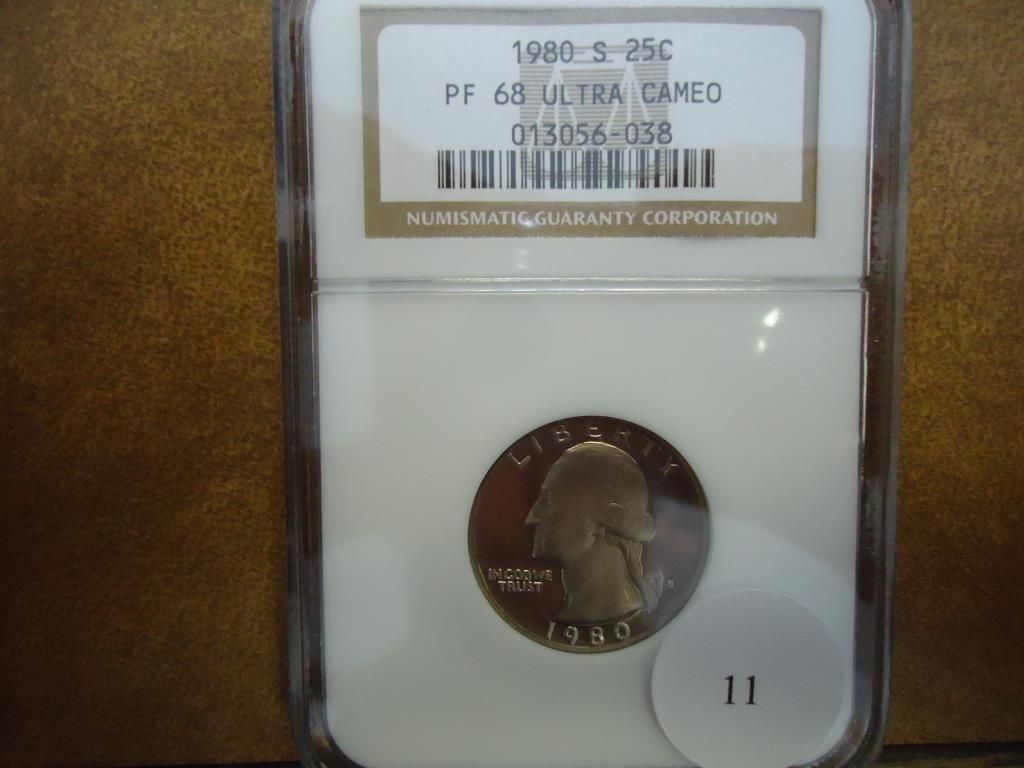 1980 S 25C
PF 68 ULTRA CAMEO
013056-038
NUMISMATIC GUARANTY CORPORATION
LIBERTY
IN GOD WE
TRUST
S
1980
11